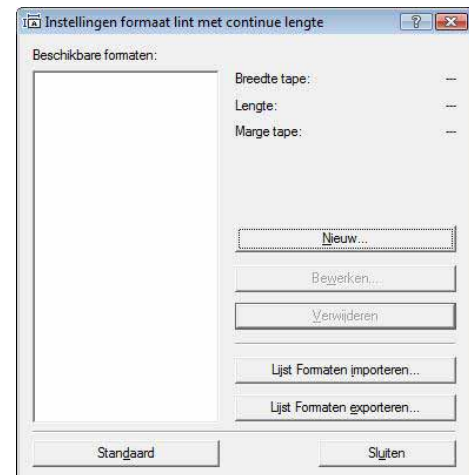 Instellingen formaat lint met continue lengte
Beschikbare formaten:
Breedte tape: ---
Lengte: ---
Marge tape: ---
Nieuw...
Bewerken...
Verwijderen
Lijst Formaten importeren...
Lijst Formaten exporteren...
Standaard
Sluiten